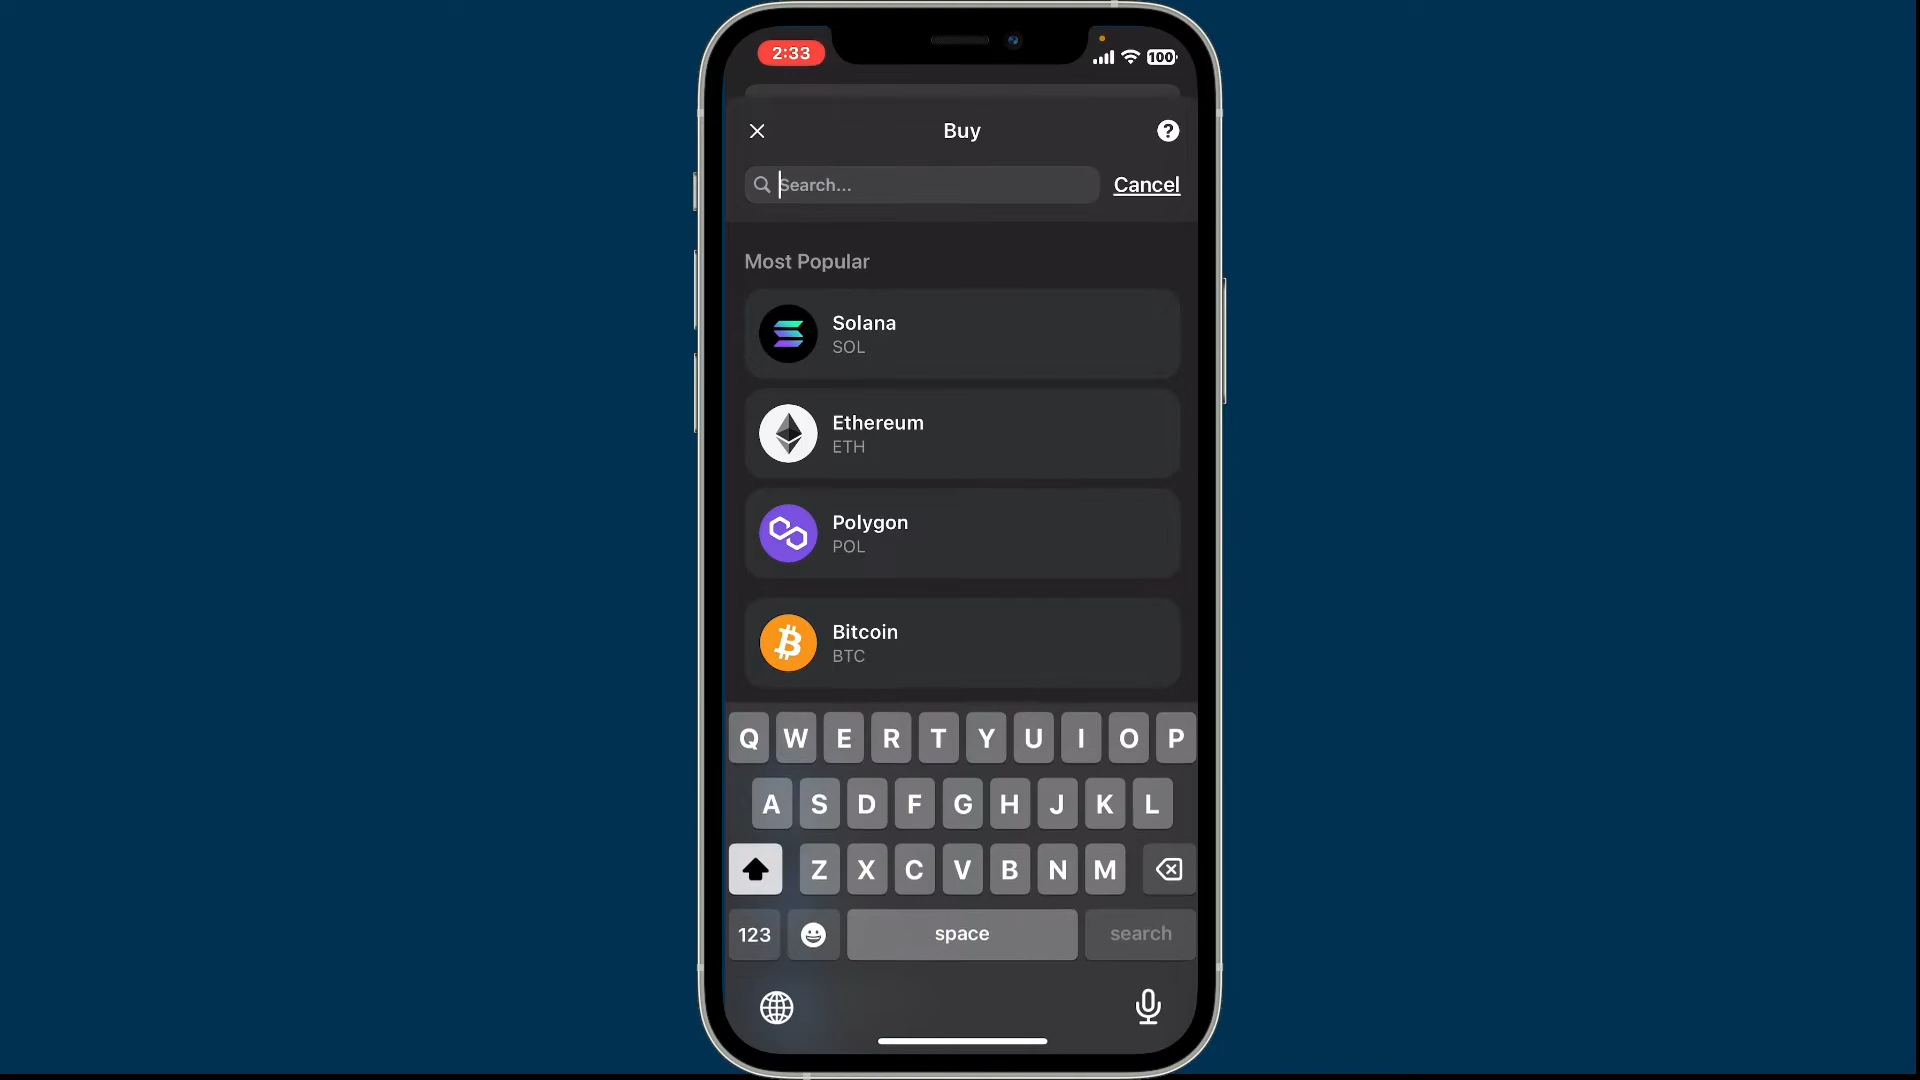 2:33
100
Buy
?
Search...
Cancel
Most Popular
Solana
SOL
Ethereum
ETH
Polygon
POL
Bitcoin
BTC
Q W E R T Y U I O P
A S D F G H J K L
Z X C V B N M
123 space search